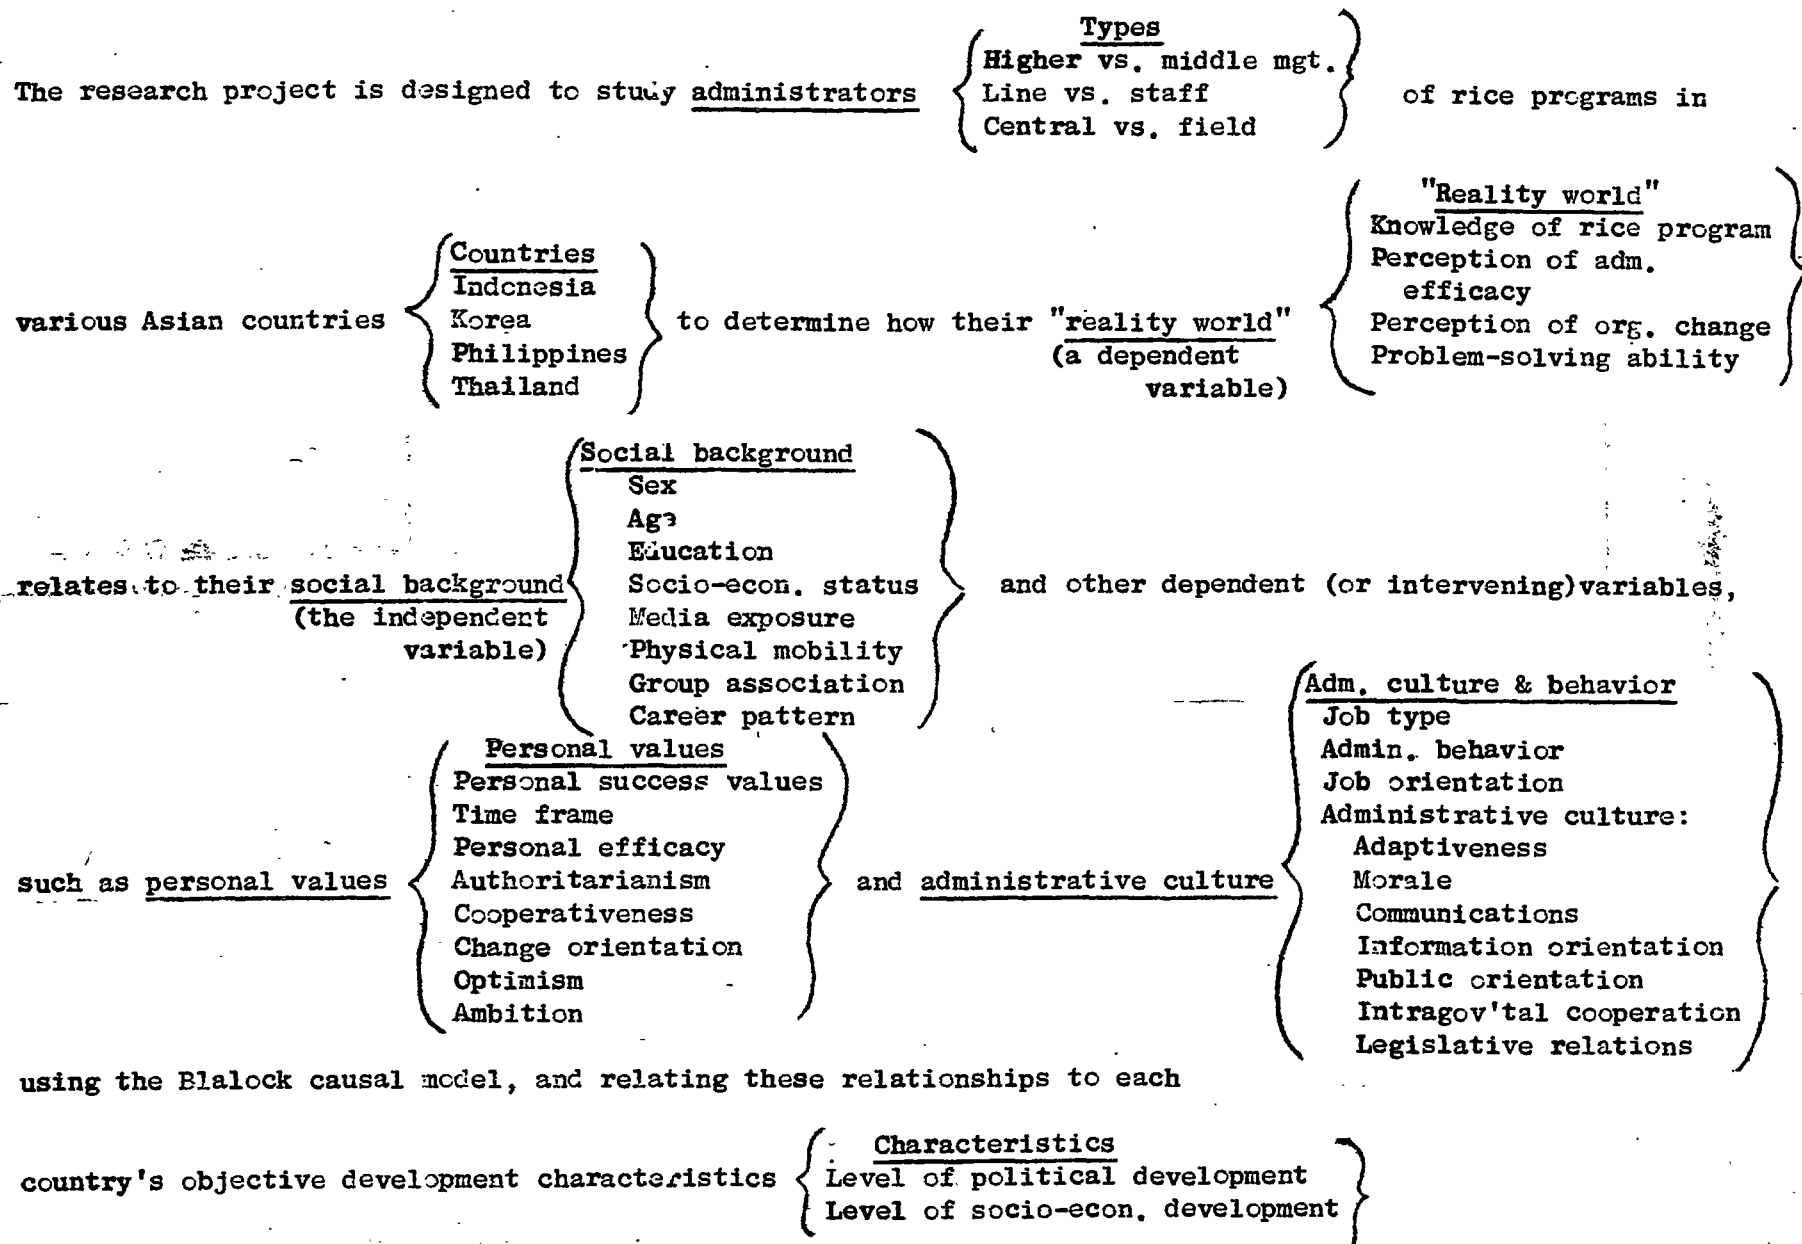 The research project is designed to study administrators
Types
Higher vs. middle mgt.
Line vs. staff
Central vs. field
of rice programs in
various Asian countries
Countries
Indonesia
Korea
Philippines
Thailand
to determine how their "reality world"
(a dependent
variable)
"Reality world"
Knowledge of rice program
Perception of adm.
efficacy
Perception of org. change
Problem-solving ability
relates to their social background
(the independent
variable)
Social background
Sex
Age
Education
Socio-econ. status
Media exposure
Physical mobility
Group association
Career pattern
and other dependent (or intervening)variables,
such as personal values
Personal values
Personal success values
Time frame
Personal efficacy
Authoritarianism
Cooperativeness
Change orientation
Optimism
Ambition
and administrative culture
Adm. culture & behavior
Job type
Admin. behavior
Job orientation
Administrative culture:
Adaptiveness
Morale
Communications
Information orientation
Public orientation
Intragov'tal cooperation
Legislative relations
using the Blalock causal model, and relating these relationships to each
country's objective development characteristics
Characteristics
Level of political development
Level of socio-econ. development